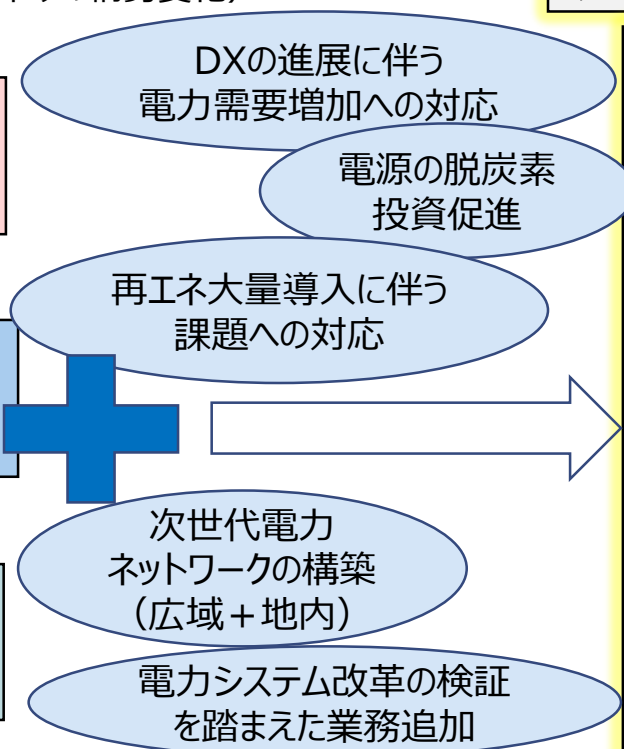 DXの進展に伴う
電力需要増加への対応
電源の脱炭素
投資促進
再エネ大量導入に伴う
課題への対応
次世代電力
ネットワークの構築
（広域＋地内）
電力システム改革の検証
を踏まえた業務追加